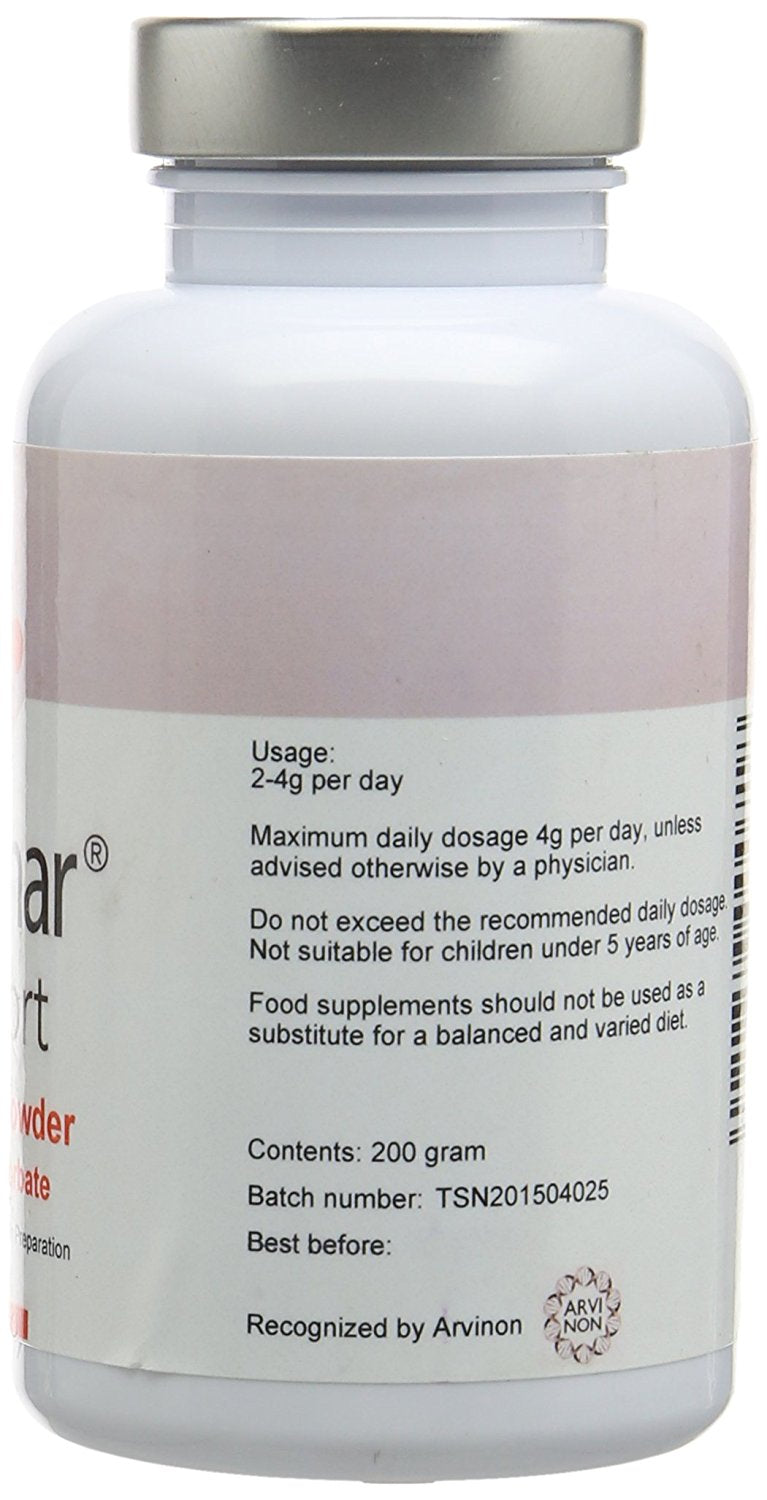 Usage:
2-4g per day
Maximum daily dosage 4g per day, unless
advised otherwise by a physician.
Do not exceed the recommended daily dosage.
Not suitable for children under 5 years of age.
Food supplements should not be used as a
substitute for a balanced and varied diet.
Contents: 200 gram
Batch number: TSN201504025
Best before:
Recognized by Arvinon
ARVI
NON